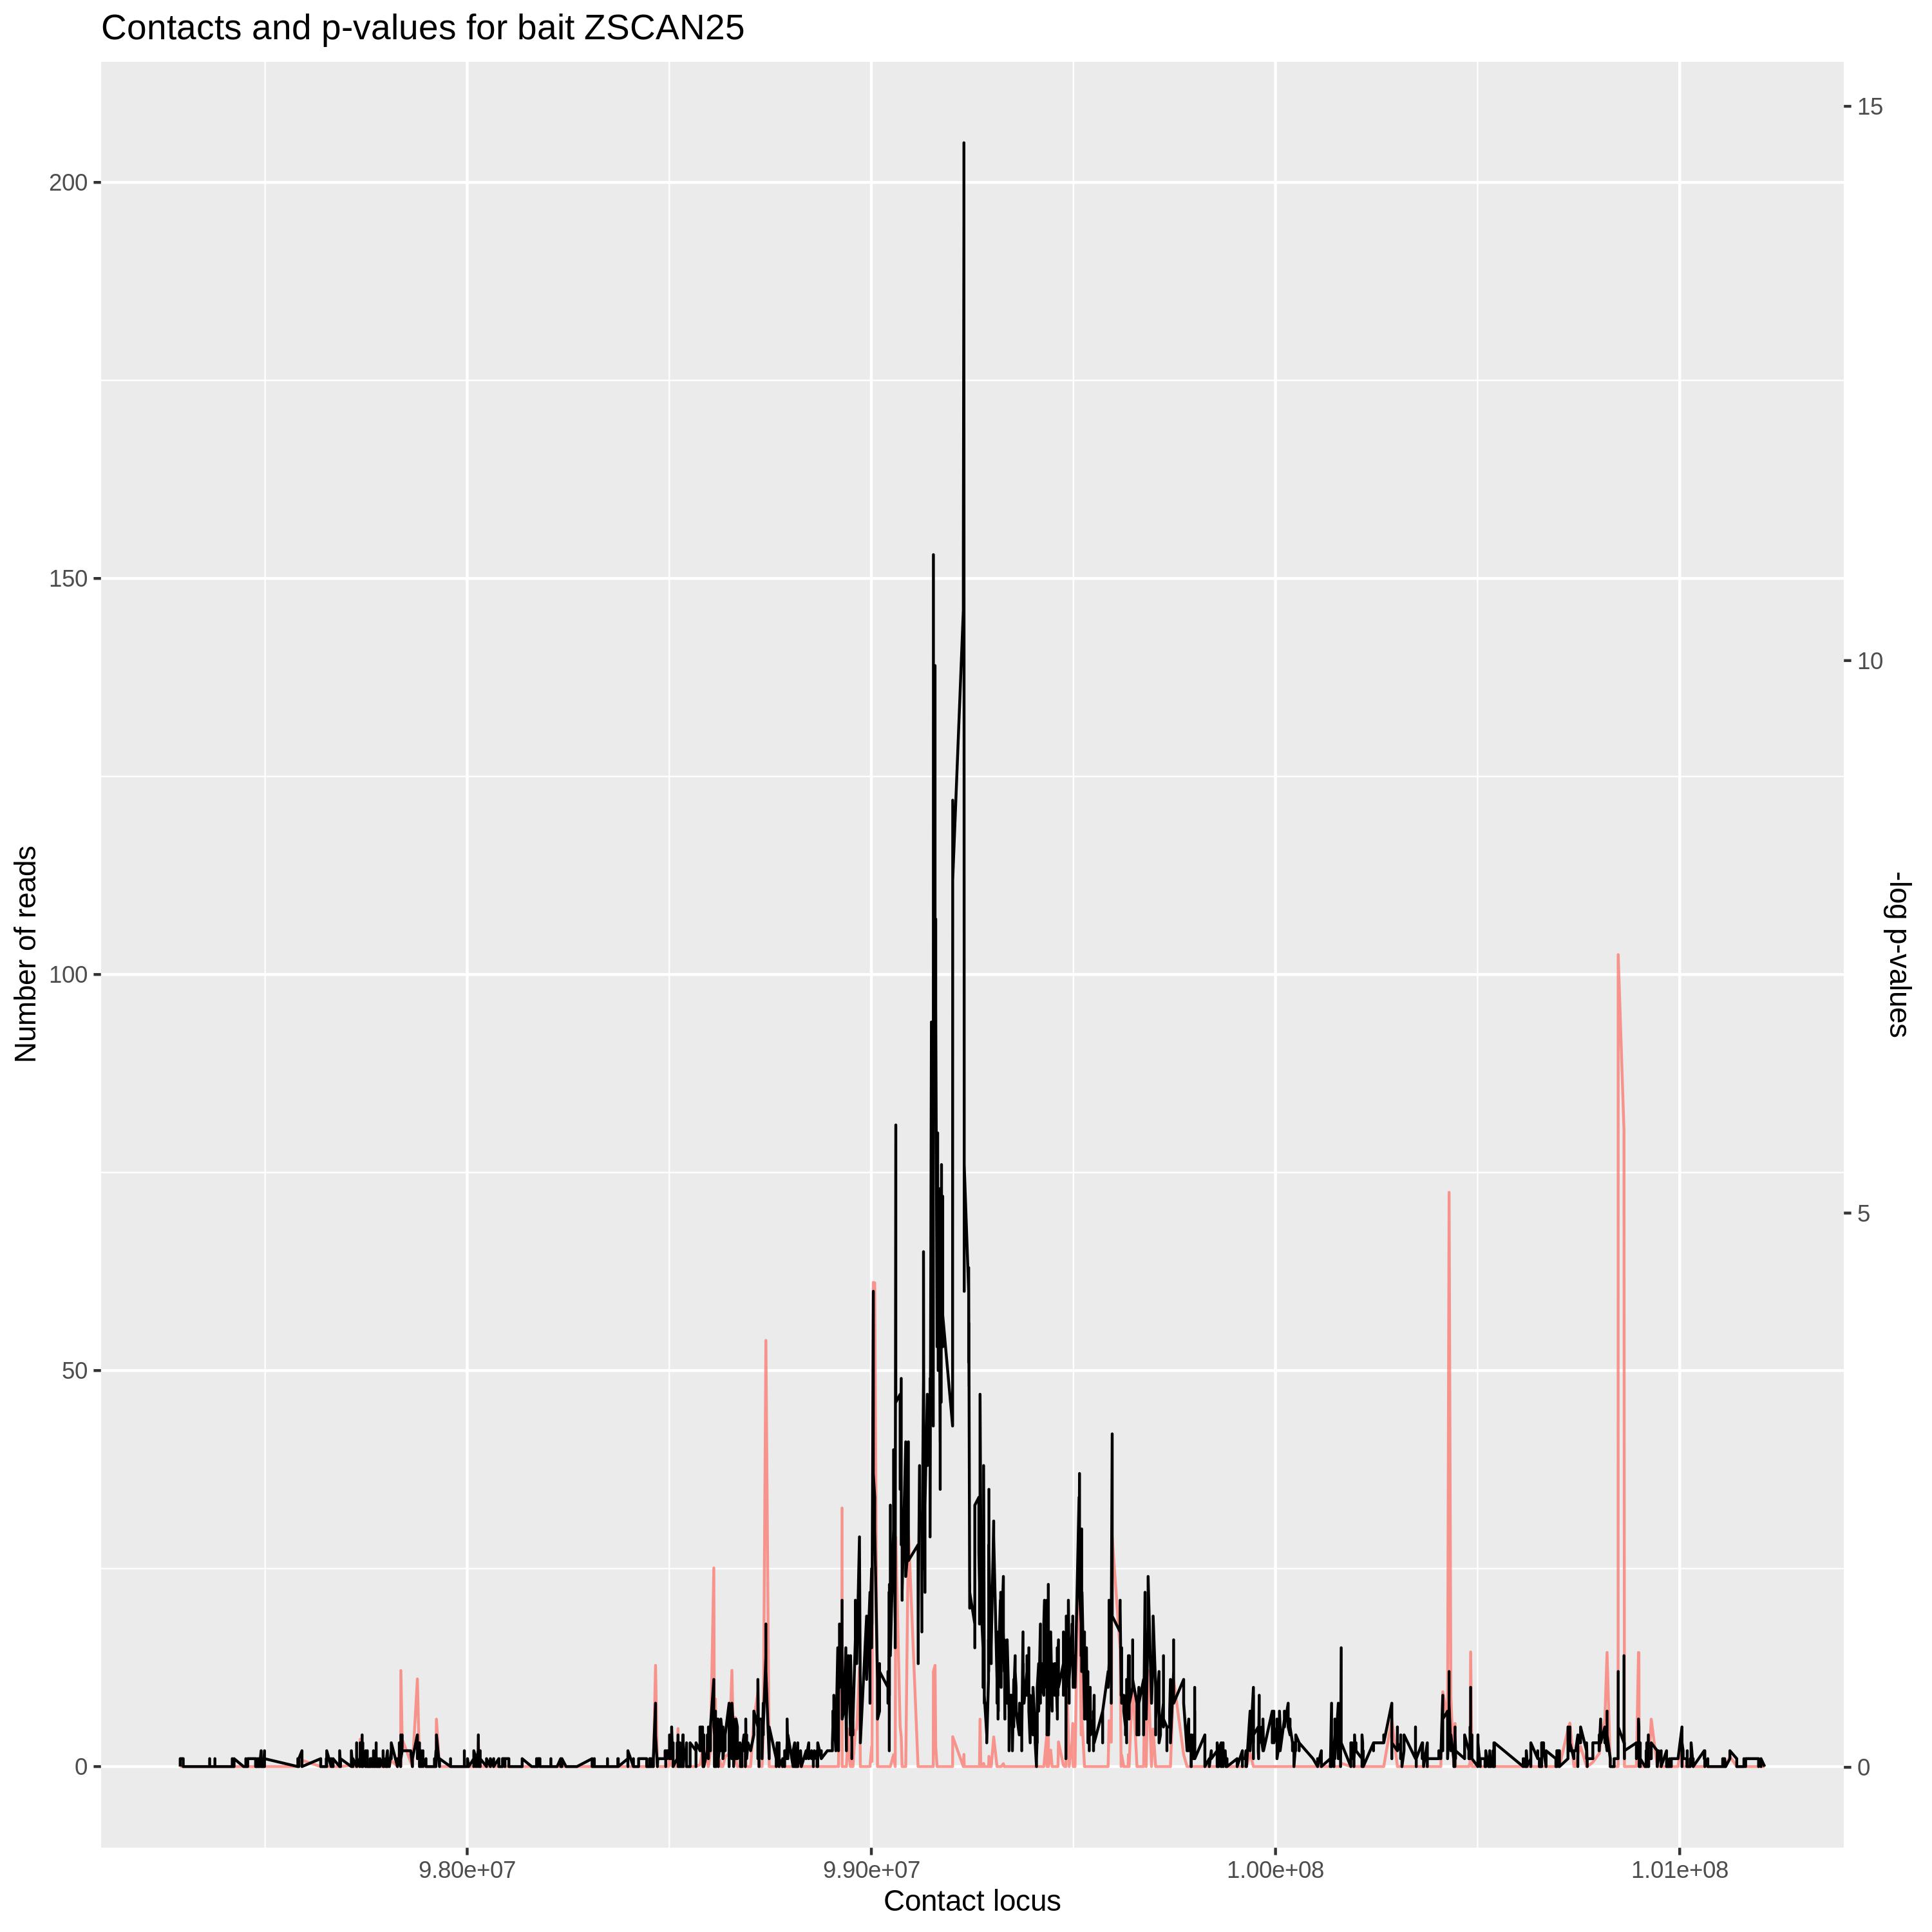 Contacts and p-values for bait ZSCAN25
Number of reads
200
150
100
50
0
15
10
5
0
-log p-values
9.80e+07
9.90e+07
1.00e+08
1.01e+08
Contact locus